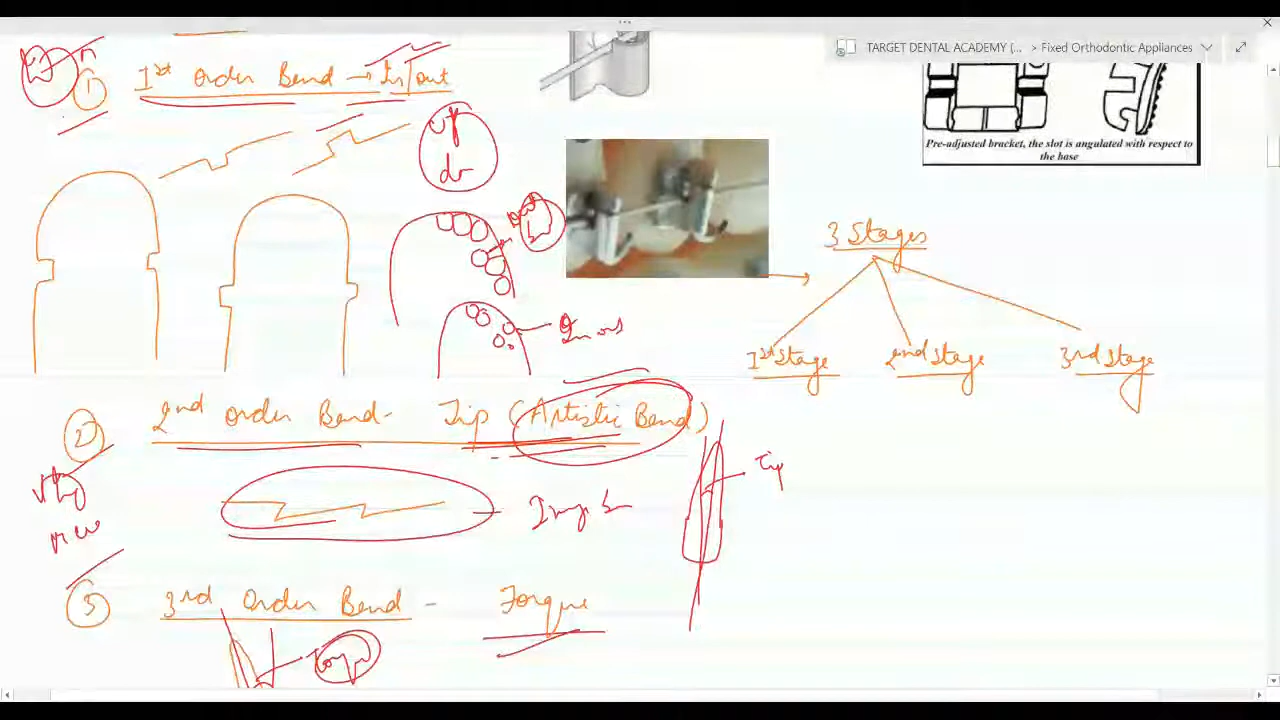 TARGET DENTAL ACADEMY (... > Fixed Orthodontic Appliances
1st Order Bend → In/out
Pre-adjusted bracket, the slot is angulated with respect to
the base
3 Stages
1st Stage
2nd Stage
3rd Stage
2nd Order Bend - Tip (Artistic Bend)
Tip
3rd Order Bend - Torque
Torque